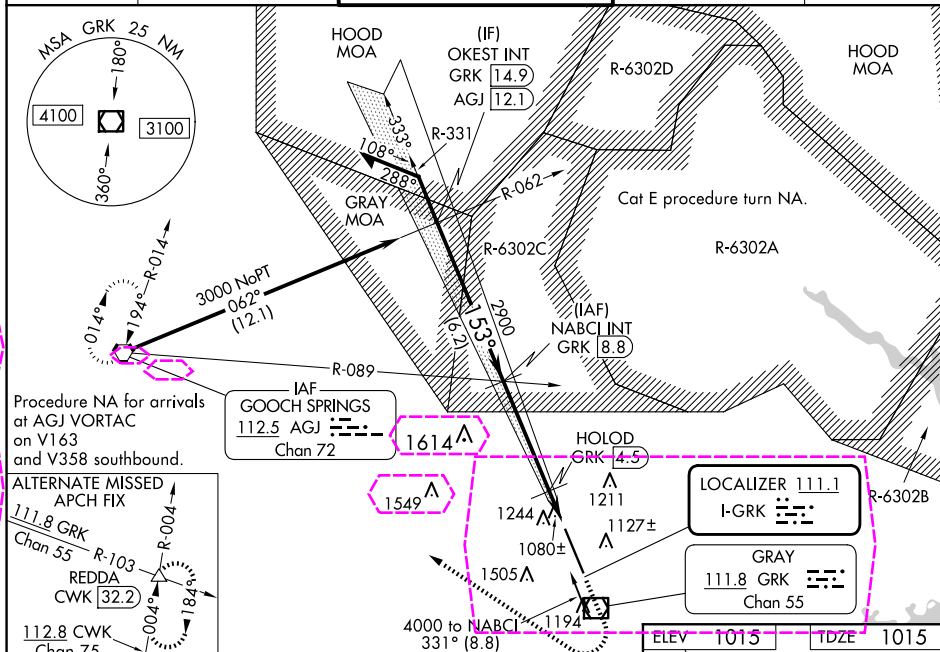 MSA GRK 25 NM
180°
4100
3100
360°
HOOD
MOA
(IF)
OKEST INT
GRK 14.9
AGJ 12.1
R-6302D
HOOD
MOA
333°
R-331
108°
288°
GRAY
MOA
R-062
Cat E procedure turn NA.
R-6302C
R-6302A
014°
194°
R-014
3000 NoPT
062°
(12.1)
2900
153°
(6.2)
(IAF)
NABCI INT
GRK 8.8
R-089
Procedure NA for arrivals
at AGJ VORTAC
on V163
and V358 southbound.
IAF
GOOCH SPRINGS
112.5 AGJ
Chan 72
1614
1549
HOLOD
GRK 4.5
1211
1244
1127±
1080±
1505
1194
LOCALIZER 111.1
I-GRK
R-6302B
GRAY
111.8 GRK
Chan 55
ALTERNATE MISSED
APCH FIX
111.8 GRK
Chan 55
R-103
R-004
REDDA
CWK 32.2
004°
184°
112.8 CWK
Chan 75
4000 to NABCI
331° (8.8)
ELEV 1015
TDZE 1015